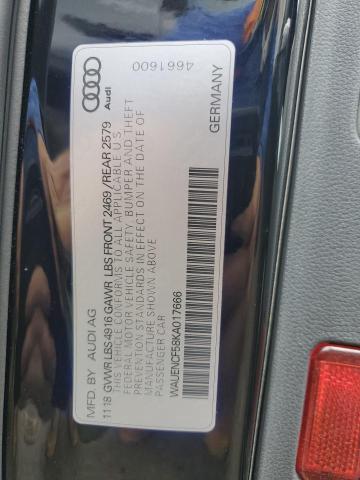 Audi
MFD. BY AUDI AG
11 18 GVWR LBS 4916 GAWR LBS FRONT 2469 / REAR 2579
THIS VEHICLE CONFORMS TO ALL APPLICABLE U.S.
FEDERAL MOTOR VEHICLE SAFETY, BUMPER AND THEFT
PREVENTION STANDARDS IN EFFECT ON THE DATE OF
MANUFACTURE SHOWN ABOVE
PASSENGER CAR
WAUENCF58KA017666
GERMANY
4661600